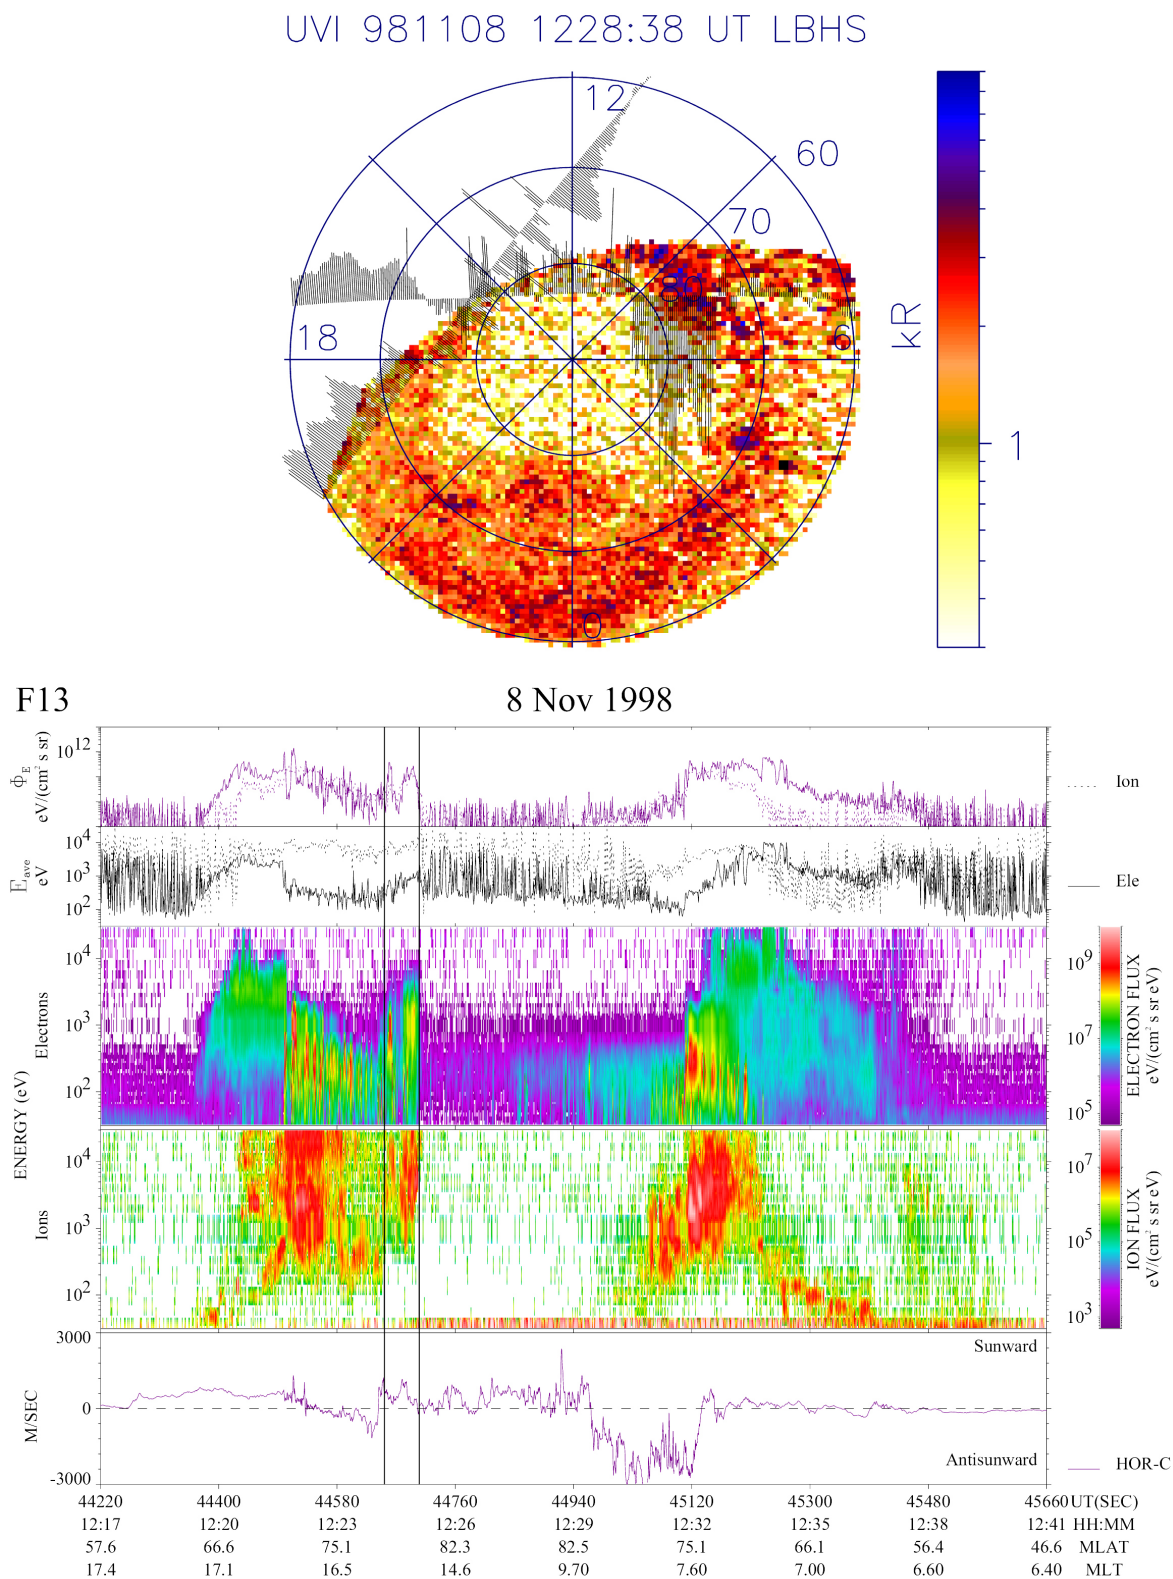 UVI 981108 1228:38 UT LBHS
12
60
70
80
18
6
0
kR
1
F13
8 Nov 1998
Φ_E
eV/(cm² s sr)
10¹²
Ion
E_ave
eV
10⁴
10³
10²
Ele
ENERGY (eV)
Electrons
10⁴
10³
10²
10⁹
10⁷
10⁵
ELECTRON FLUX
eV/(cm² s sr eV)
Ions
10⁴
10³
10²
10⁷
10⁵
10³
ION FLUX
eV/(cm² s sr eV)
M/SEC
3000
0
-3000
Sunward
Antisunward
HOR-C
44220 44400 44580 44760 44940 45120 45300 45480 45660 UT(SEC)
12:17 12:20 12:23 12:26 12:29 12:32 12:35 12:38 12:41 HH:MM
57.6 66.6 75.1 82.3 82.5 75.1 66.1 56.4 46.6 MLAT
17.4 17.1 16.5 14.6 9.70 7.60 7.00 6.60 6.40 MLT